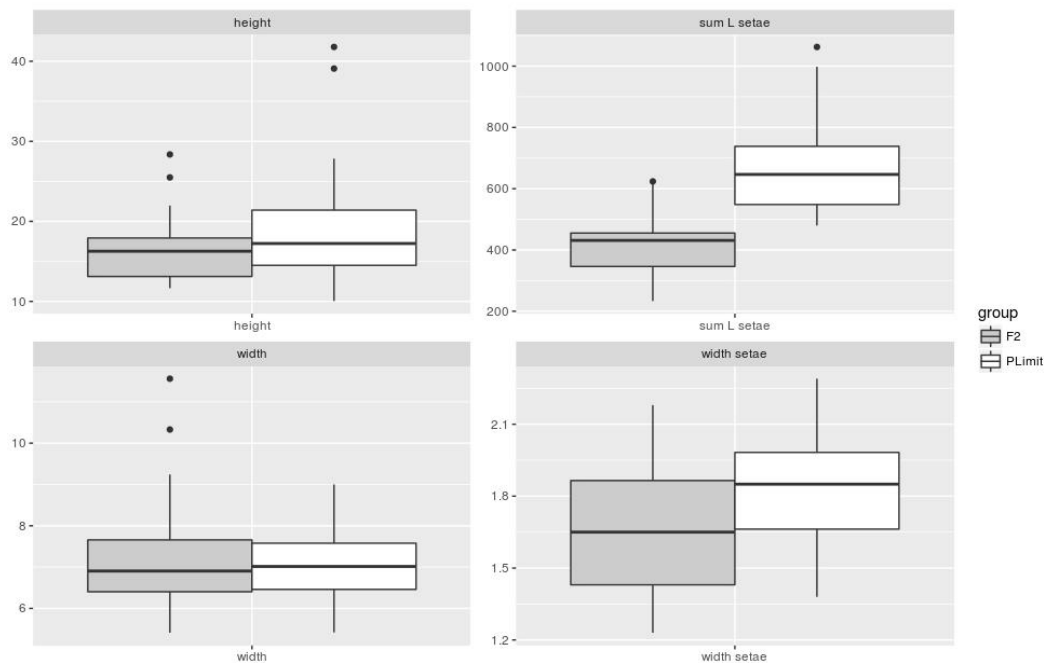 height
sum L setae
40
30
20
10
1000
800
600
400
200
height
sum L setae
group
F2
PLimit
width
width setae
10
8
6
2.1
1.8
1.5
1.2
width
width setae